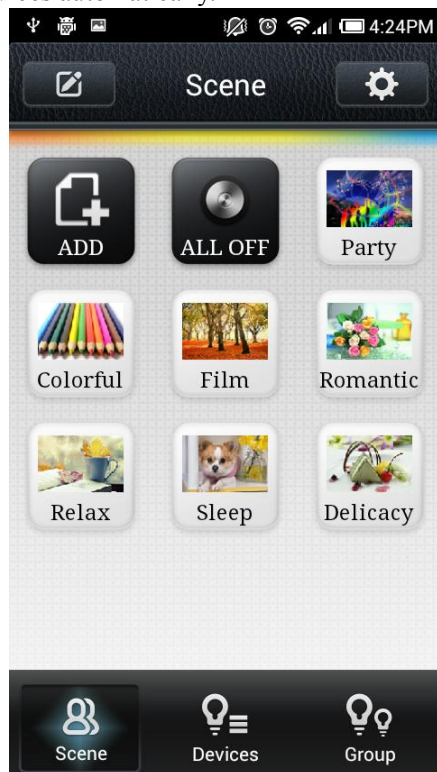 4:24PM
Scene
ADD
ALL OFF
Party
Colorful
Film
Romantic
Relax
Sleep
Delicacy
Scene
Devices
Group